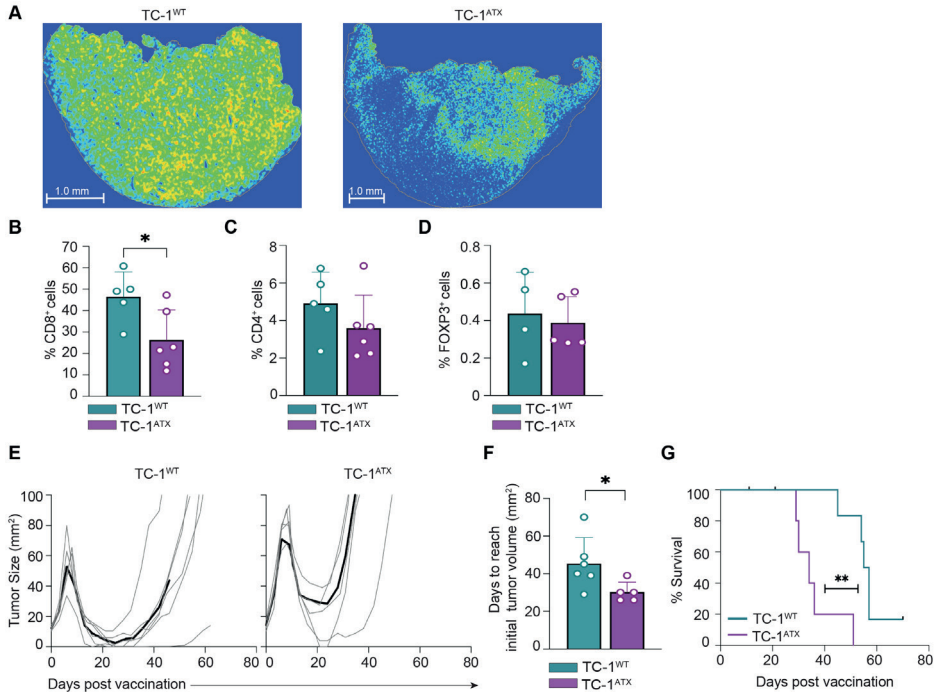 A
TC-1WT
TC-1ATX
1.0 mm
1.0 mm
B
C
D
% CD8+ cells
70
60
50
40
30
20
10
0
*
% CD4+ cells
8
6
4
2
0
% FOXP3+ cells
0.8
0.6
0.4
0.2
0
TC-1WT
TC-1ATX
TC-1WT
TC-1ATX
TC-1WT
TC-1ATX
E
TC-1WT
TC-1ATX
Tumor Size (mm2)
100
80
60
40
20
0
0 20 40 60 80
0 20 40 60 80
Days post vaccination
F
Days to reach
initial tumor volume (mm2)
80
60
40
20
0
*
TC-1WT
TC-1ATX
G
% Survival
100
80
60
40
20
0
**
TC-1WT
TC-1ATX
0 20 40 60 80
Days post vaccination